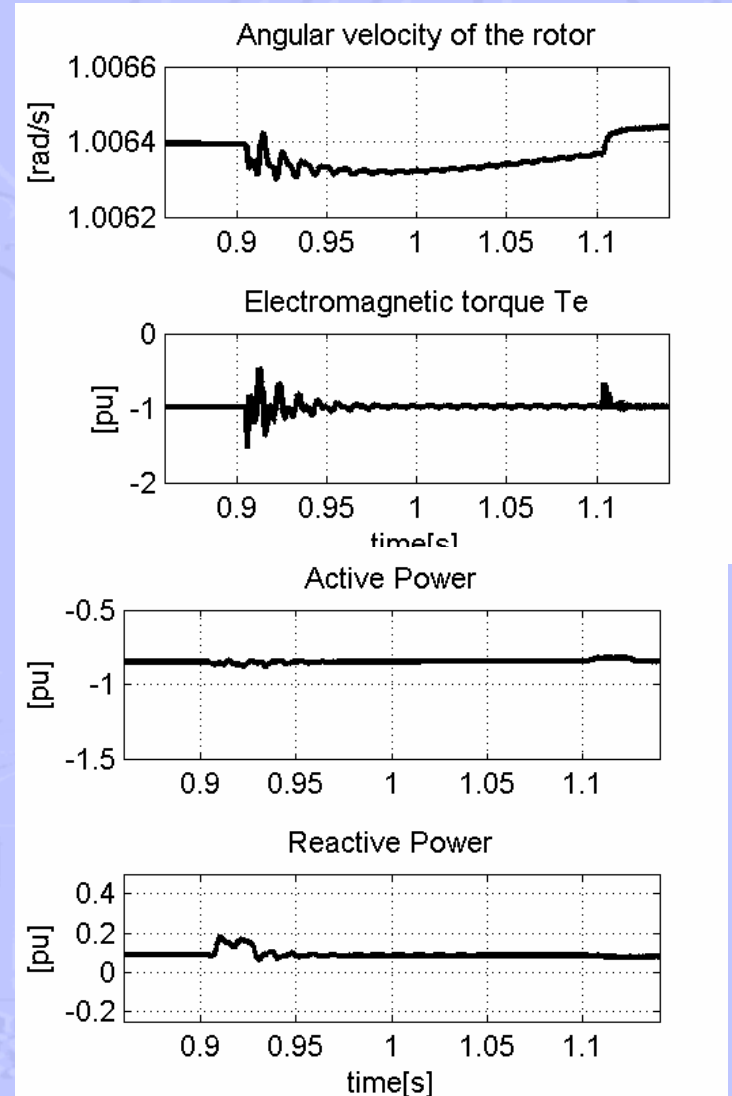 Angular velocity of the rotor
[rad/s]
1.0066
1.0064
1.0062
0.9 0.95 1 1.05 1.1
Electromagnetic torque Te
[pu]
0
-1
-2
0.9 0.95 1 1.05 1.1
time[s]
Active Power
[pu]
-0.5
-1
-1.5
0.9 0.95 1 1.05 1.1
Reactive Power
[pu]
0.4
0.2
0
-0.2
0.9 0.95 1 1.05 1.1
time[s]